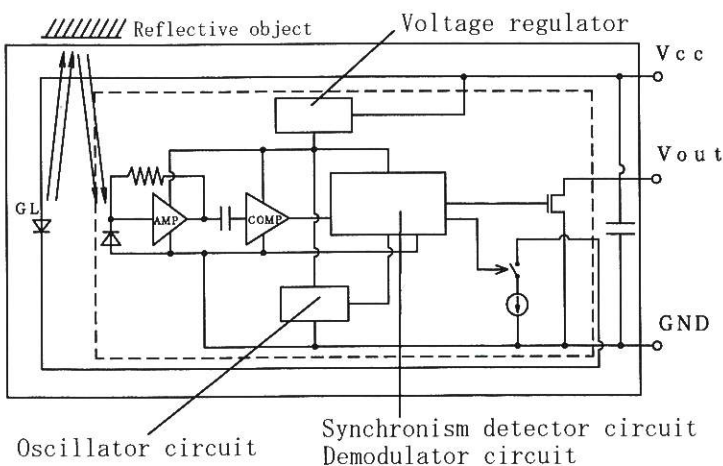 Reflective object
Voltage regulator
Vcc
Vout
GL
AMP
COMP
GND
Oscillator circuit
Synchronism detector circuit
Demodulator circuit